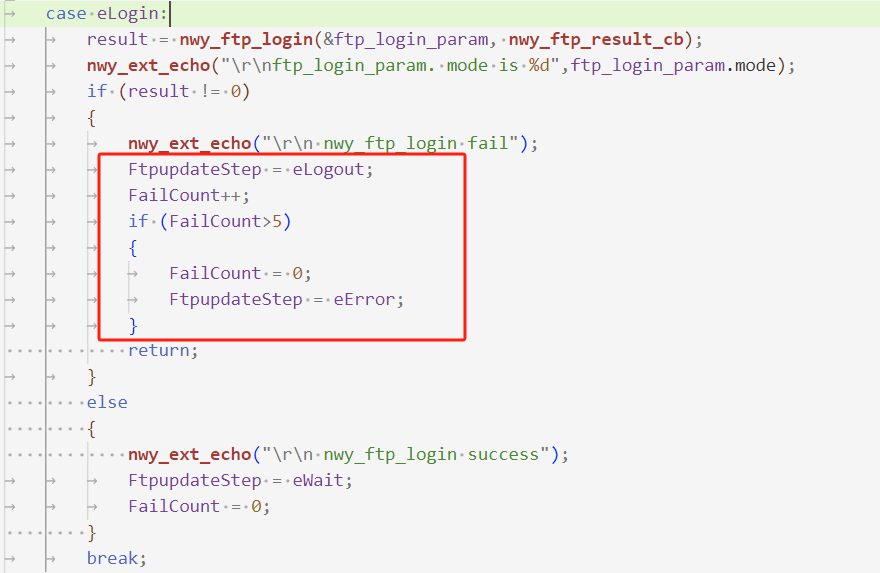 case eLogin:
result = nwy_ftp_login(&ftp_login_param, nwy_ftp_result_cb);
nwy_ext_echo("\r\nftp_login_param. mode is %d",ftp_login_param.mode);
if (result != 0)
{
nwy_ext_echo("\r\n nwy_ftp_login fail");
FtpupdateStep = eLogout;
FailCount++;
if (FailCount>5)
{
FailCount = 0;
FtpupdateStep = eError;
}
return;
}
else
{
nwy_ext_echo("\r\n nwy_ftp_login success");
FtpupdateStep = eWait;
FailCount = 0;
}
break;